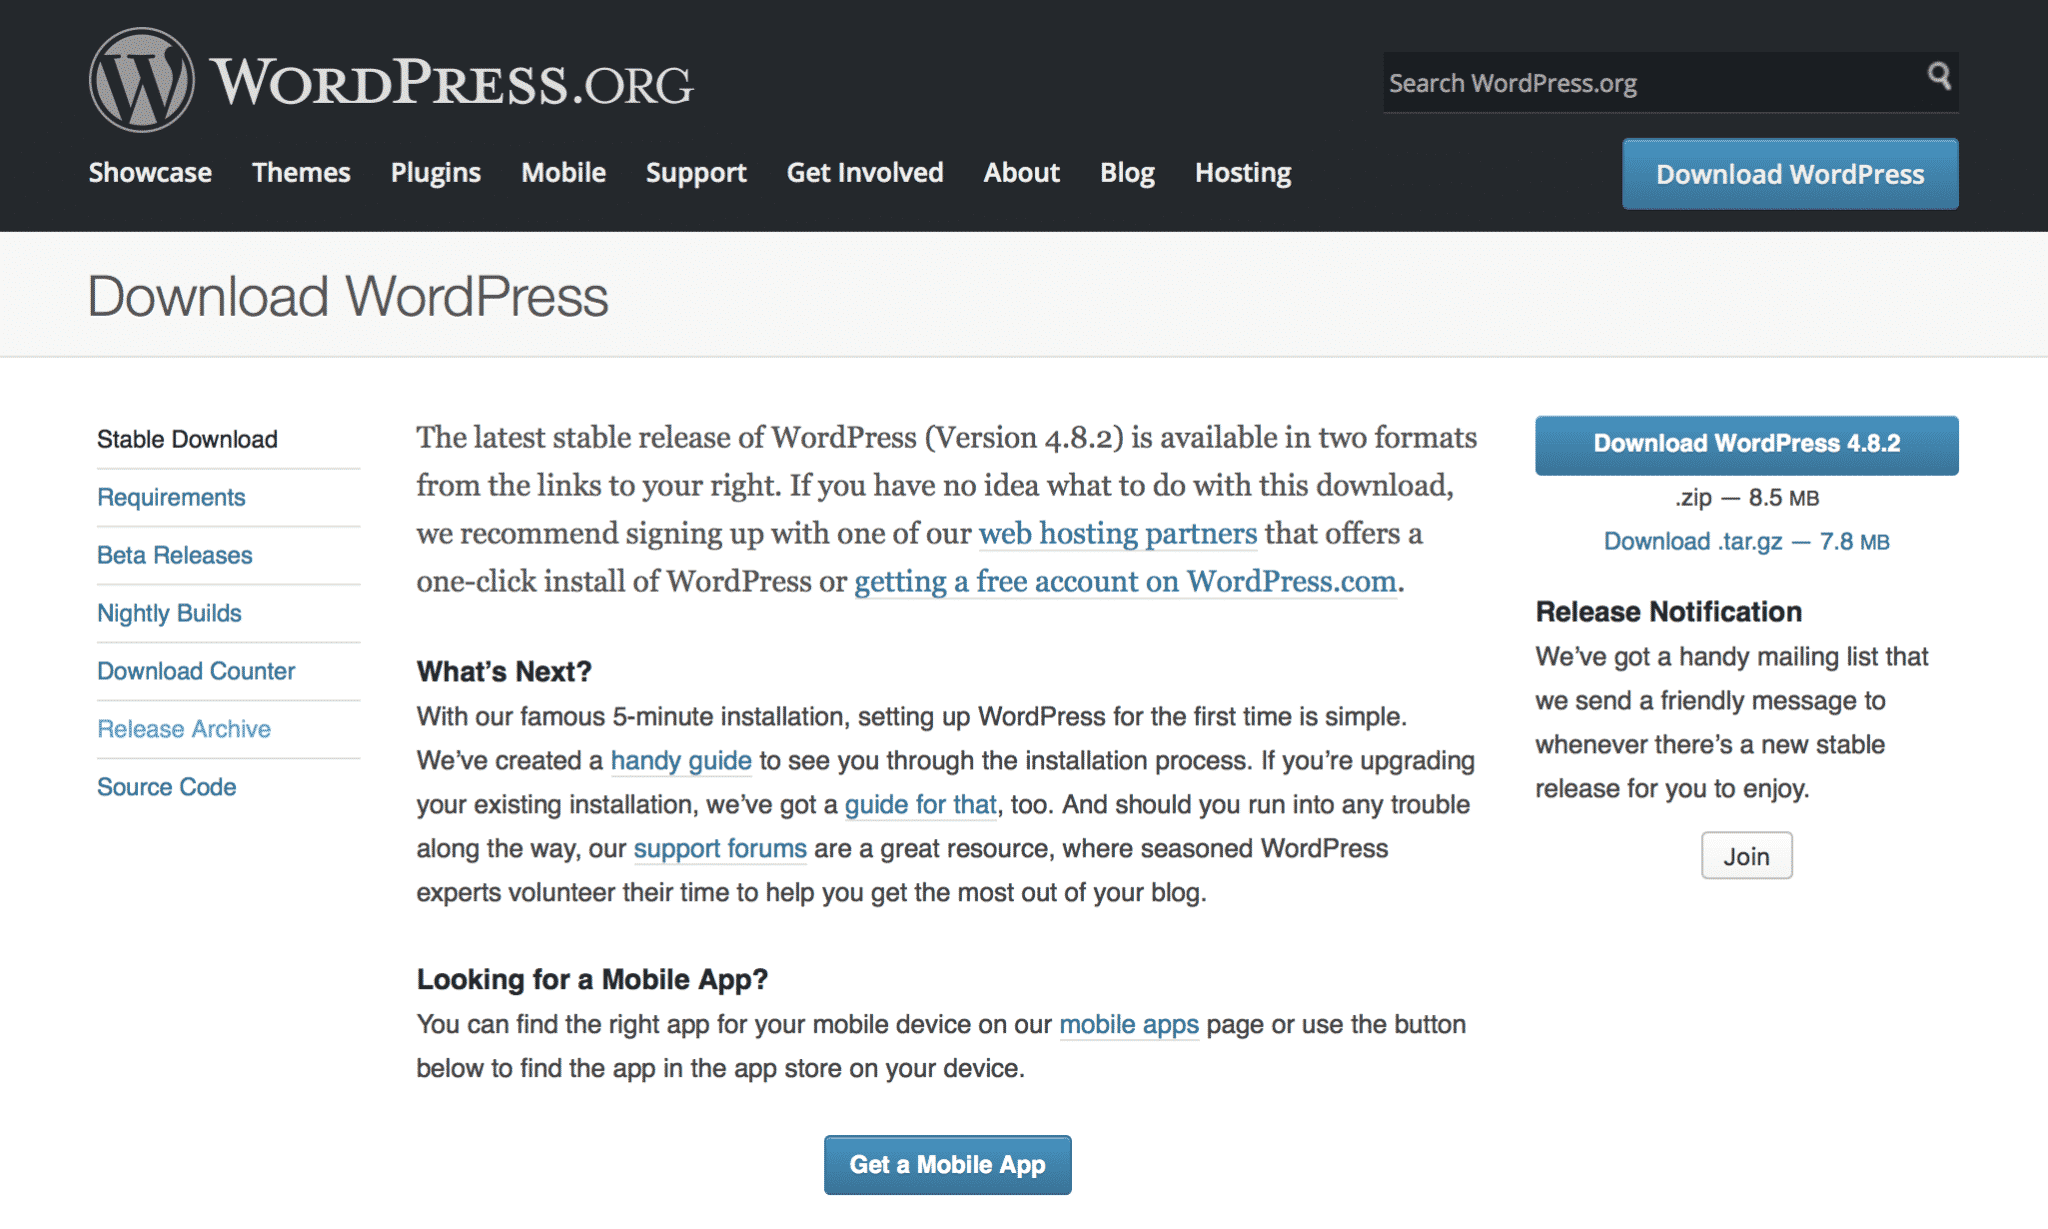 WORDPRESS.ORG
Search WordPress.org
Showcase Themes Plugins Mobile Support Get Involved About Blog Hosting
Download WordPress
Download WordPress
Stable Download
Requirements
Beta Releases
Nightly Builds
Download Counter
Release Archive
Source Code
The latest stable release of WordPress (Version 4.8.2) is available in two formats
from the links to your right. If you have no idea what to do with this download,
we recommend signing up with one of our web hosting partners that offers a
one-click install of WordPress or getting a free account on WordPress.com.
What’s Next?
With our famous 5-minute installation, setting up WordPress for the first time is simple.
We’ve created a handy guide to see you through the installation process. If you’re upgrading
your existing installation, we’ve got a guide for that, too. And should you run into any trouble
along the way, our support forums are a great resource, where seasoned WordPress
experts volunteer their time to help you get the most out of your blog.
Looking for a Mobile App?
You can find the right app for your mobile device on our mobile apps page or use the button
below to find the app in the app store on your device.
Get a Mobile App
Download WordPress 4.8.2
.zip — 8.5 MB
Download .tar.gz — 7.8 MB
Release Notification
We’ve got a handy mailing list that
we send a friendly message to
whenever there’s a new stable
release for you to enjoy.
Join